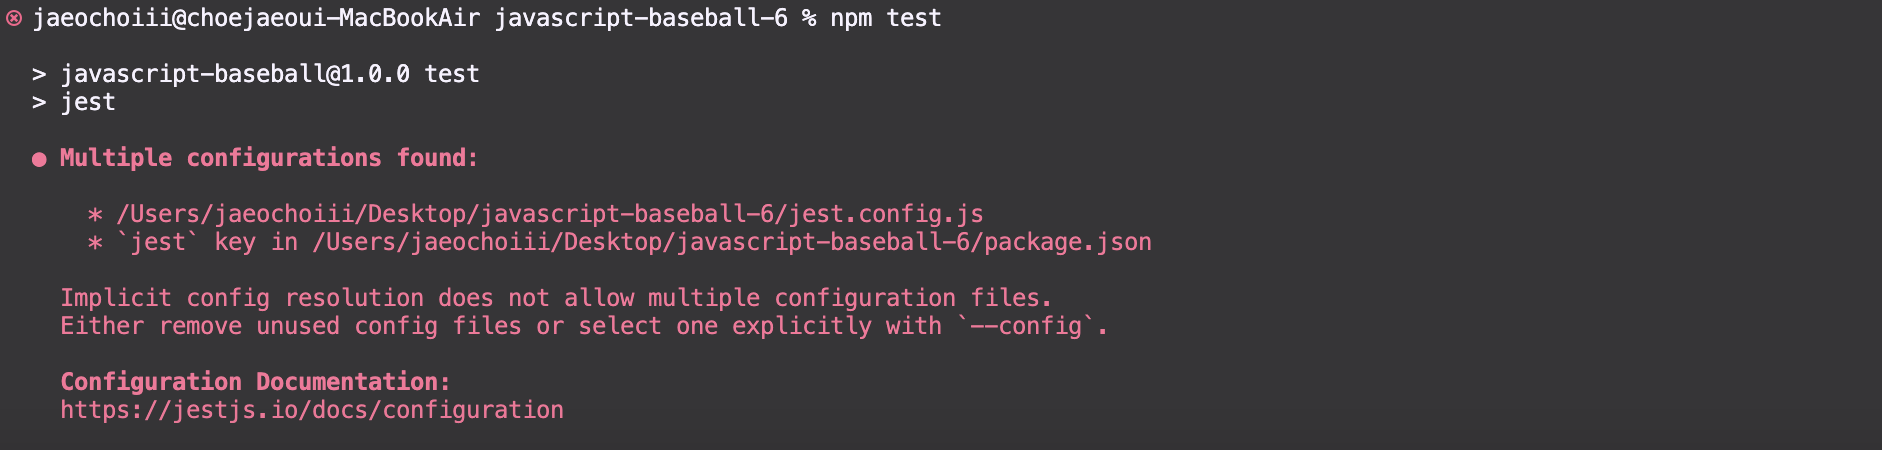 jaeochoiii@choejaeoui-MacBookAir javascript-baseball-6 % npm test
> javascript-baseball@1.0.0 test
> jest
● Multiple configurations found:
* /Users/jaeochoiii/Desktop/javascript-baseball-6/jest.config.js
* `jest` key in /Users/jaeochoiii/Desktop/javascript-baseball-6/package.json
Implicit config resolution does not allow multiple configuration files.
Either remove unused config files or select one explicitly with `--config`.
Configuration Documentation:
https://jestjs.io/docs/configuration